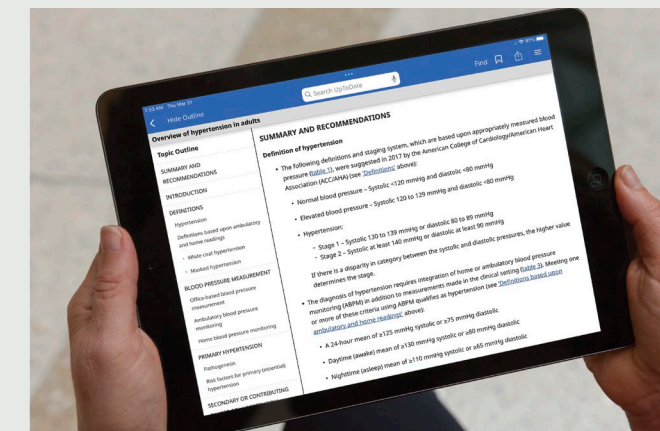 7:53 AM Thu Mar 31
97%
Hide Outline
Search UpToDate
Find
Overview of hypertension in adults
Topic Outline
SUMMARY AND
RECOMMENDATIONS
INTRODUCTION
DEFINITIONS
Hypertension
Definitions based upon ambulatory
and home readings
- White coat hypertension
- Masked hypertension
BLOOD PRESSURE MEASUREMENT
Office-based blood pressure
measurement
Ambulatory blood pressure
monitoring
Home blood pressure monitoring
PRIMARY HYPERTENSION
Pathogenesis
Risk factors for primary (essential)
hypertension
SECONDARY OR CONTRIBUTING
SUMMARY AND RECOMMENDATIONS
Definition of hypertension
• The following definitions and staging system, which are based upon appropriately measured blood
pressure (table 1), were suggested in 2017 by the American College of Cardiology/American Heart
Association (ACC/AHA) (see 'Definitions' above):
• Normal blood pressure – Systolic <120 mmHg and diastolic <80 mmHg
• Elevated blood pressure – Systolic 120 to 129 mmHg and diastolic <80 mmHg
• Hypertension:
- Stage 1 – Systolic 130 to 139 mmHg or diastolic 80 to 89 mmHg
- Stage 2 – Systolic at least 140 mmHg or diastolic at least 90 mmHg
If there is a disparity in category between the systolic and diastolic pressures, the higher value
determines the stage.
• The diagnosis of hypertension requires integration of home or ambulatory blood pressure
monitoring (ABPM) in addition to measurements made in the clinical setting (table 3). Meeting one
or more of these criteria using ABPM qualifies as hypertension (see 'Definitions based upon
ambulatory and home readings' above):
• A 24-hour mean of ≥125 mmHg systolic or ≥75 mmHg diastolic
• Daytime (awake) mean of ≥130 mmHg systolic or ≥80 mmHg diastolic
• Nighttime (asleep) mean of ≥110 mmHg systolic or ≥65 mmHg diastolic